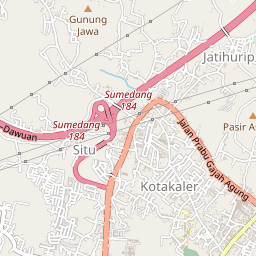 Gunung
Jawa
Jatihurip
Sumedang
184
-Dawuan
Sumedang
184
Situ
Jalan Prabu Gajah Agung
Pasir A
Kotakaler